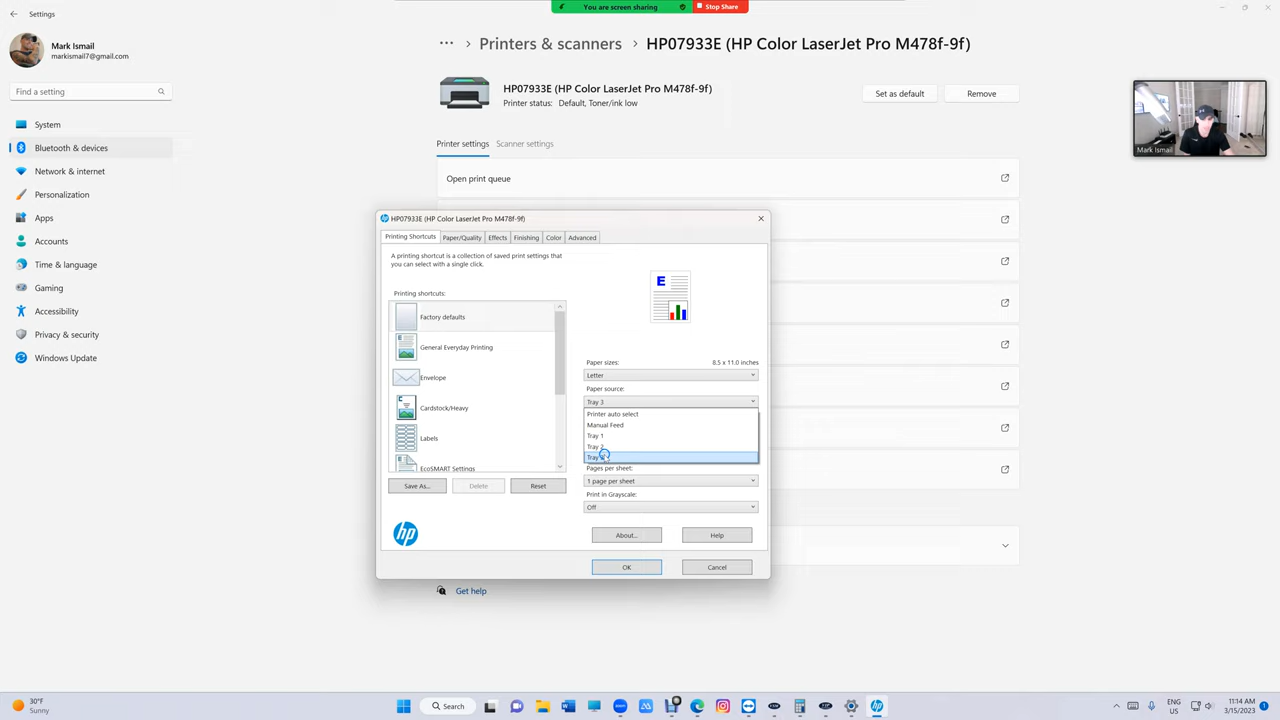 Settings
You are screen sharing
Stop Share
Mark Ismail
markismail7@gmail.com
Find a setting
System
Bluetooth & devices
Network & internet
Personalization
Apps
Accounts
Time & language
Gaming
Accessibility
Privacy & security
Windows Update
... Printers & scanners > HP07933E (HP Color LaserJet Pro M478f-9f)
HP07933E (HP Color LaserJet Pro M478f-9f)
Printer status: Default, Toner/ink low
Set as default
Remove
Printer settings
Scanner settings
Open print queue
Mark Ismail
HP07933E (HP Color LaserJet Pro M478f-9f)
Printing Shortcuts
Paper/Quality
Effects
Finishing
Color
Advanced
A printing shortcut is a collection of saved print settings that
you can select with a single click.
Printing shortcuts:
Factory defaults
General Everyday Printing
Envelope
Cardstock/Heavy
Labels
EcoSMART Settings
Save As...
Delete
Reset
E
Paper sizes:
8.5 x 11.0 inches
Letter
Paper source:
Tray 3
Printer auto select
Manual Feed
Tray 1
Tray 2
Tray
Pages per sheet:
1 page per sheet
Print in Grayscale:
Off
hp
About...
Help
OK
Cancel
Get help
30°F
Sunny
Search
ENG
US
11:14 AM
3/15/2023